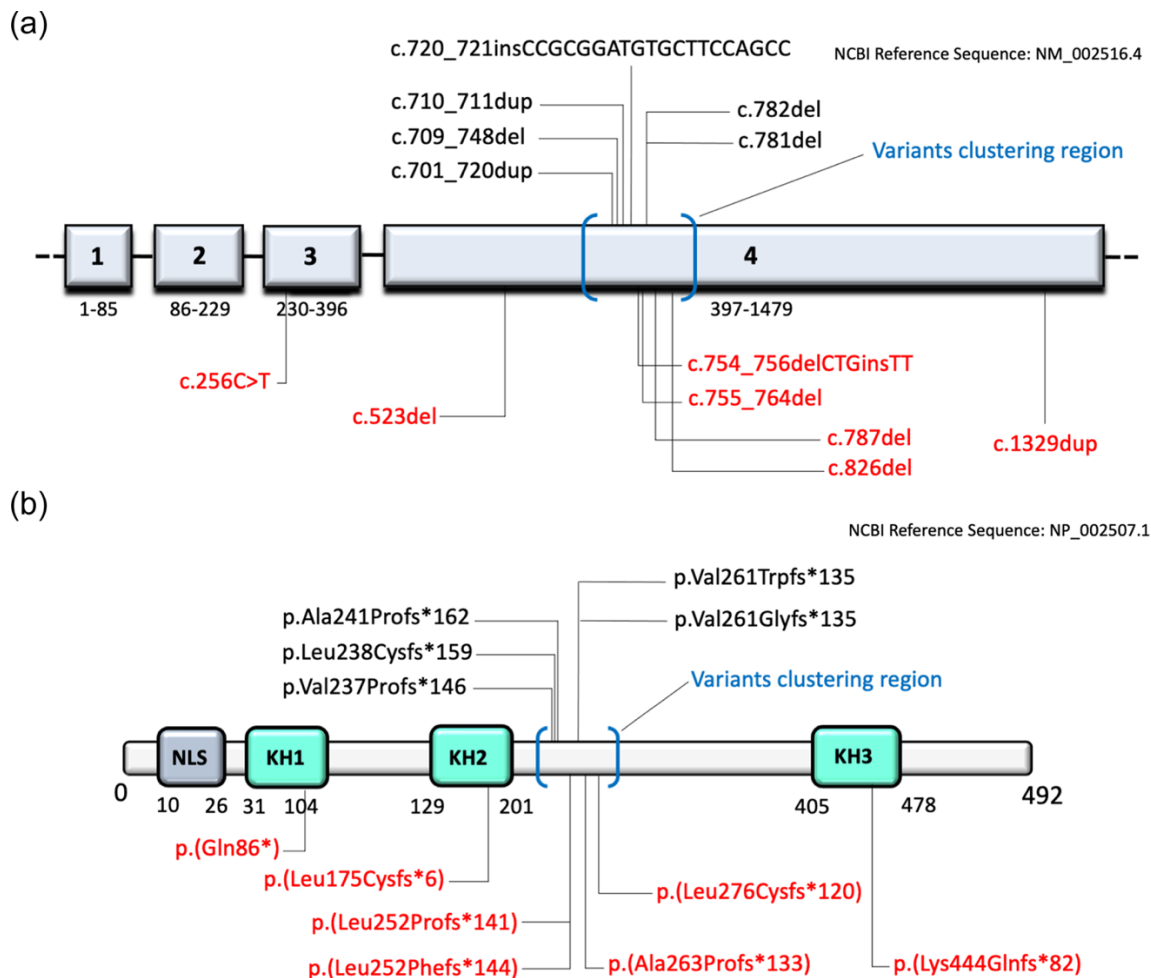 (a)
c.720_721insCCGCGGATGTGCTTCCAGCC
NCBI Reference Sequence: NM_002516.4
c.710_711dup
c.782del
c.709_748del
c.781del
c.701_720dup
Variants clustering region
1
2
3
4
1-85
86-229
230-396
397-1479
c.256C>T
c.523del
c.754_756delCTGinsTT
c.755_764del
c.787del
c.826del
c.1329dup
(b)
NCBI Reference Sequence: NP_002507.1
p.Val261Trpfs*135
p.Ala241Profs*162
p.Val261Glyfs*135
p.Leu238Cysfs*159
p.Val237Profs*146
Variants clustering region
NLS
KH1
KH2
KH3
0
10
26
31
104
129
201
405
478
492
p.(Gln86*)
p.(Leu175Cysfs*6)
p.(Leu276Cysfs*120)
p.(Leu252Profs*141)
p.(Leu252Phefs*144)
p.(Ala263Profs*133)
p.(Lys444Glnfs*82)